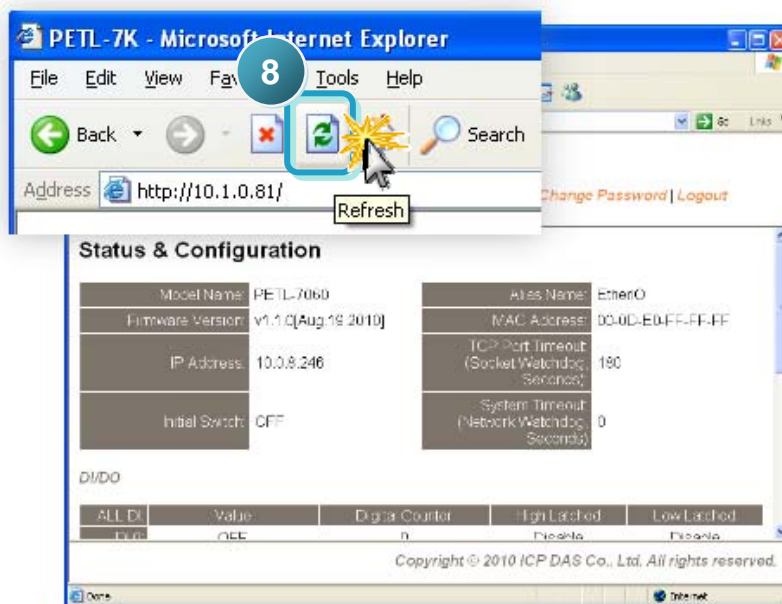 PETL-7K - Microsoft Internet Explorer
8
File Edit View Tools Help
Back Search
Address http://10.1.0.81/
Refresh
Links
Change Password | Logout
Status & Configuration
Model Name: PETL-7060 Alias Name: EtherIO
Firmware Version: v1.1.0[Aug.19 2010] MAC Address: 00-0D-E0-FF-FF-FF
IP Address: 10.0.8.246 TCP Port Timeout (Socket Watchdog, Seconds): 180
Initial Switch: OFF System Timeout (Network Watchdog, Seconds) 0
DI/DO
ALL DI. Value Digital Counter High Latched Low Latched
OFF 0 Disable Disable
Copyright © 2010 ICP DAS Co., Ltd. All rights reserved.
Done Internet